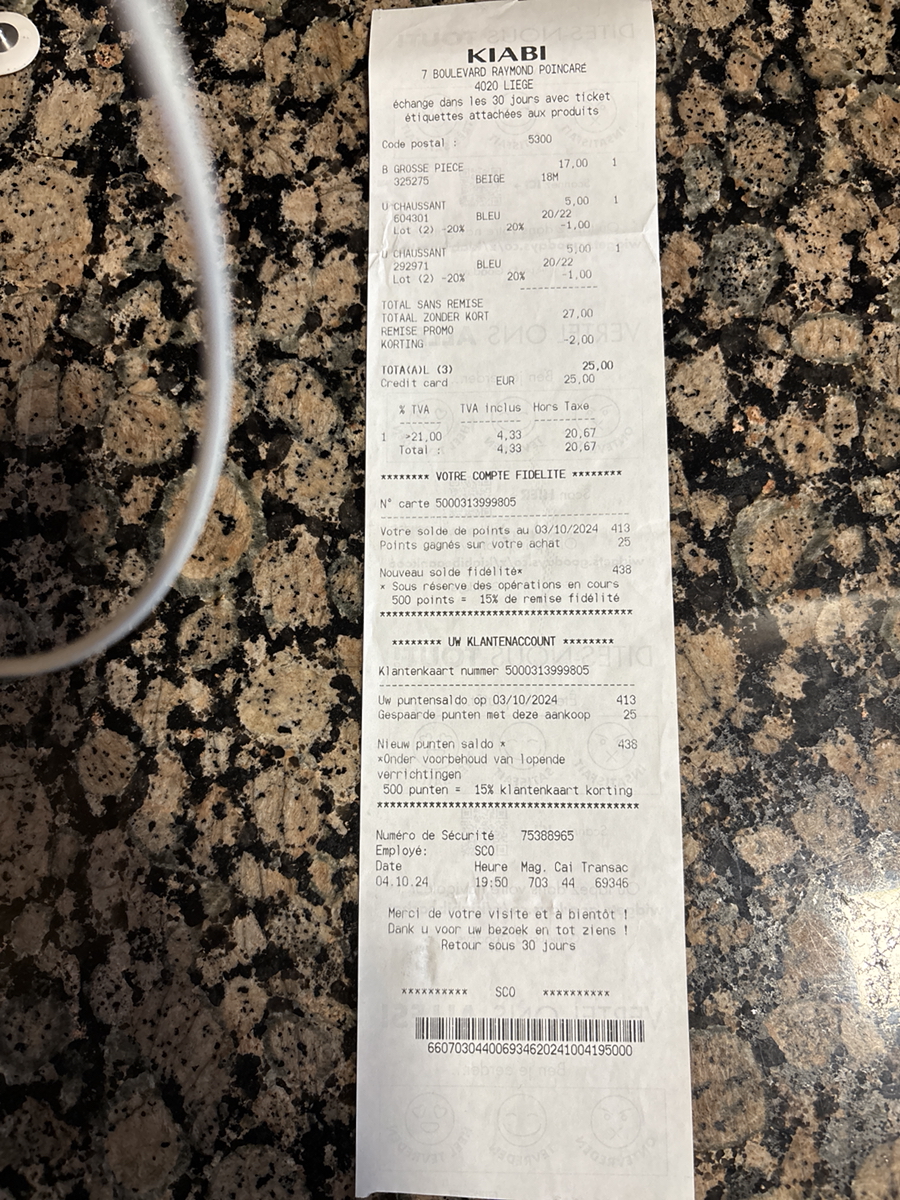 KIABI
7 BOULEVARD RAYMOND POINCARE
4020 LIEGE
échange dans les 30 jours avec ticket
étiquettes attachées aux produits
Code postal : 5300
B GROSSE PIECE 17,00 1
325275 BEIGE 18M
U CHAUSSANT 5,00 1
604301 BLEU 20/22
Lot (2) -20% 20% -1,00
U CHAUSSANT 5,00 1
292971 BLEU 20/22
Lot (2) -20% 20% -1,00
TOTAL SANS REMISE
TOTAAL ZONDER KORT 27,00
REMISE PROMO
KORTING -2,00
TOTA(A)L (3) 25,00
Credit card EUR 25,00
% TVA TVA inclus Hors Taxe
1 >21,00 4,33 20,67
Total : 4,33 20,67
******** VOTRE COMPTE FIDELITE ********
N° carte 5000313999805
Votre solde de points au 03/10/2024 413
Points gagnés sur votre achat 25
Nouveau solde fidélité* 438
* Sous réserve des opérations en cours
500 points = 15% de remise fidélité
****************************************
******** UW KLANTENACCOUNT ********
Klantenkaart nummer 5000313999805
Uw puntensaldo op 03/10/2024 413
Gespaarde punten met deze aankoop 25
Nieuw punten saldo * 438
*Onder voorbehoud van lopende
verrichtingen
500 punten = 15% klantenkaart korting
****************************************
Numéro de Sécurité 75388965
Employé: SCO
Date Heure Mag. Cai Transac
04.10.24 19:50 703 44 69346
Merci de votre visite et à bientôt !
Dank u voor uw bezoek en tot ziens !
Retour sous 30 jours
********** SCO **********
660703044006934620241004195000